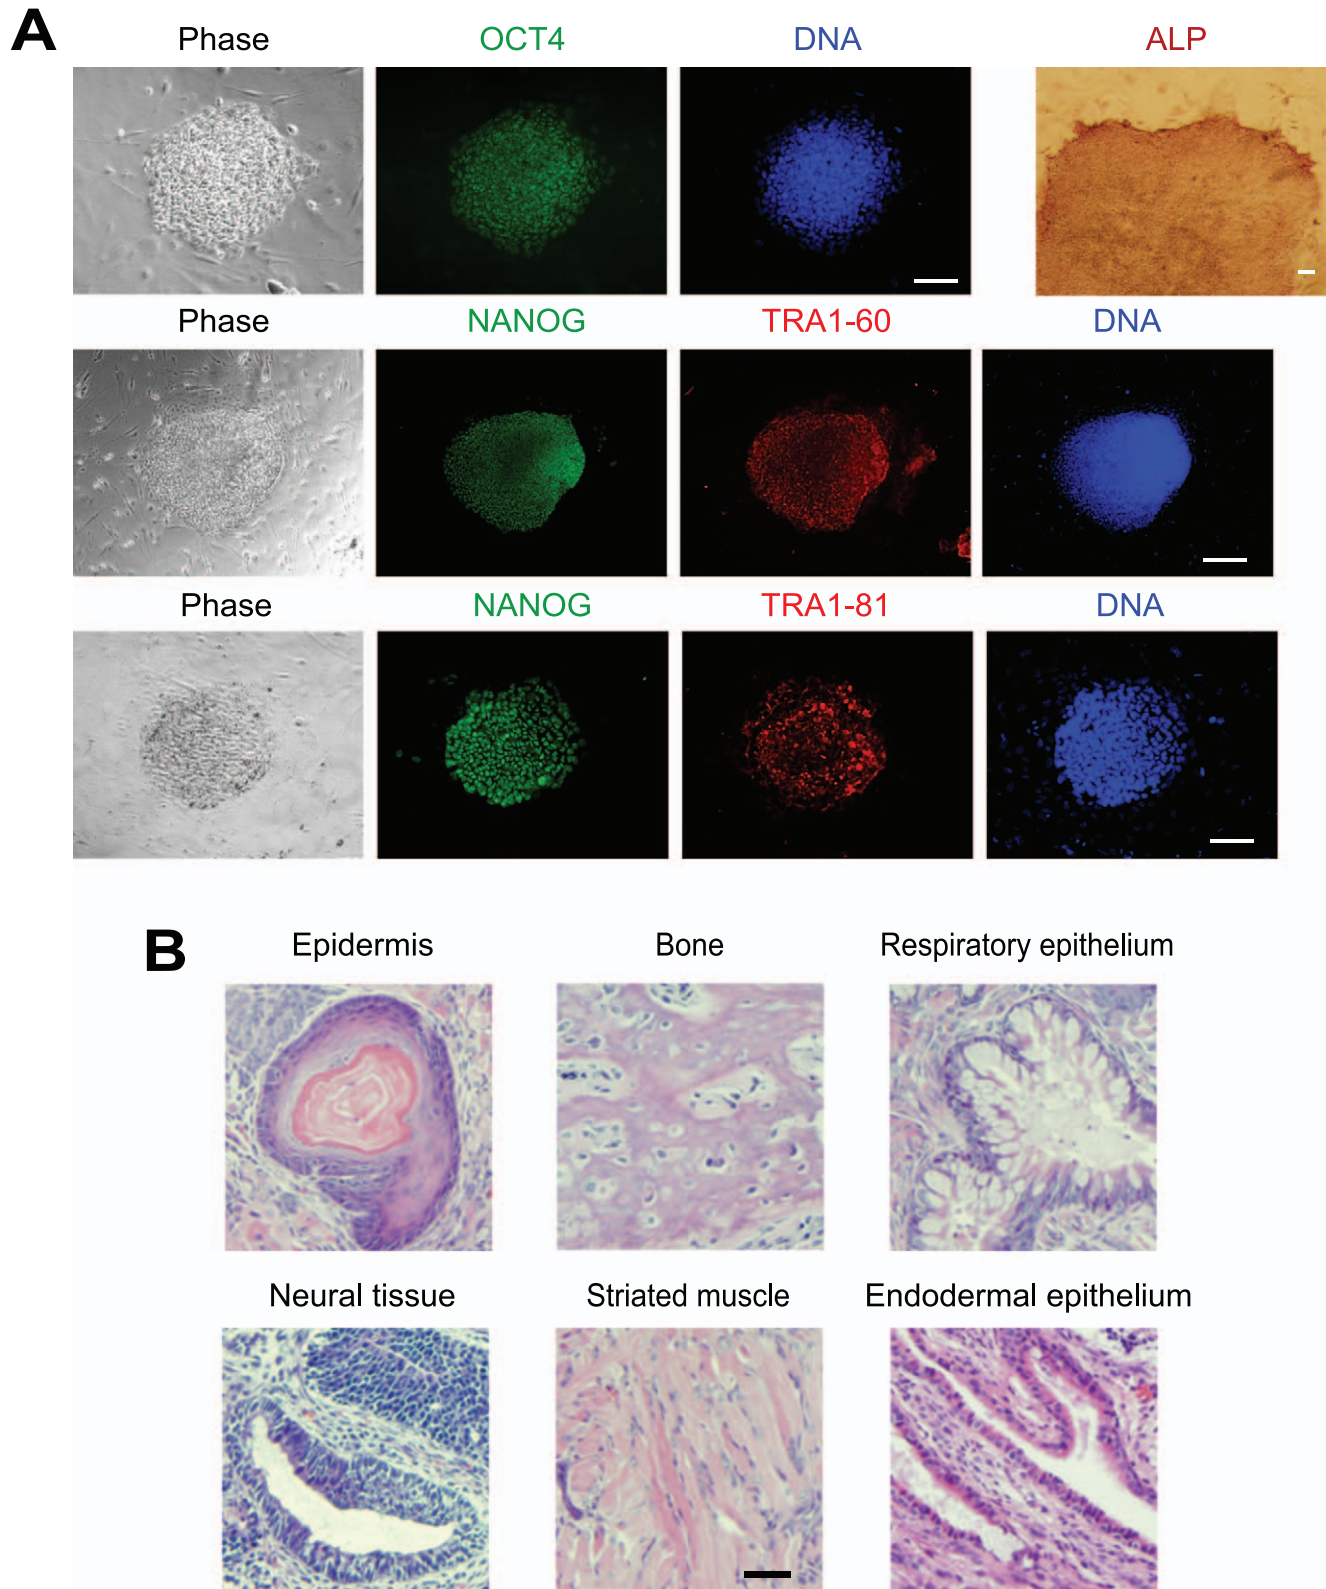 A
Phase OCT4 DNA ALP
Phase NANOG TRA1-60 DNA
Phase NANOG TRA1-81 DNA
B
Epidermis Bone Respiratory epithelium
Neural tissue Striated muscle Endodermal epithelium